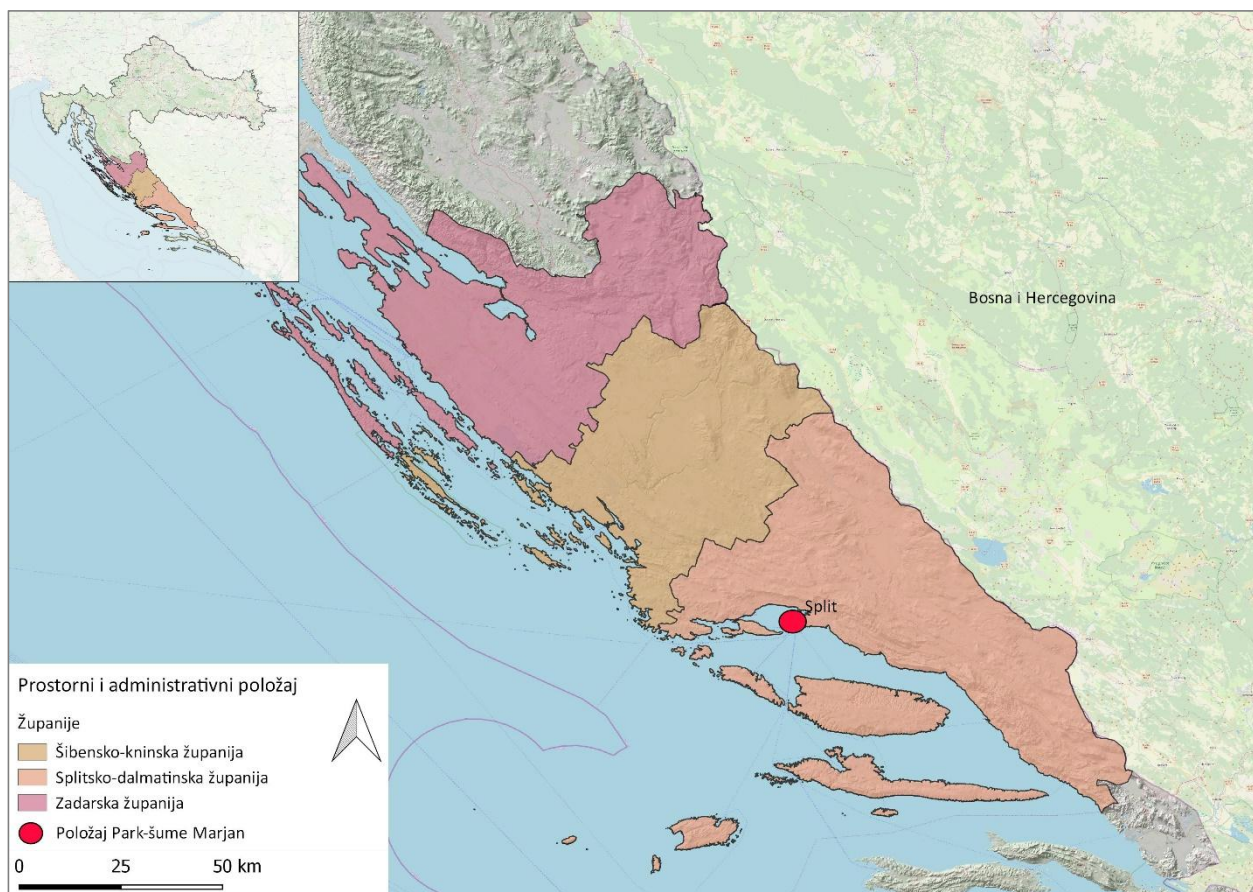 Bosna i Hercegovina
Split
Prostorni i administrativni položaj
Županije
Šibensko-kninska županija
Splitsko-dalmatinska županija
Zadarska županija
Položaj Park-šume Marjan
0 25 50 km